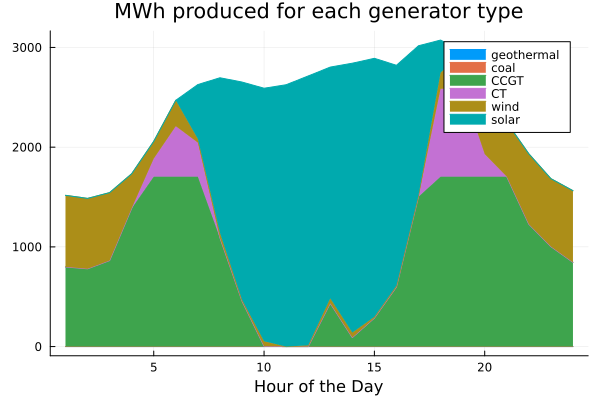 MWh produced for each generator type
3000
2000
1000
0
geothermal
coal
CCGT
CT
wind
solar
5
10
15
20
Hour of the Day